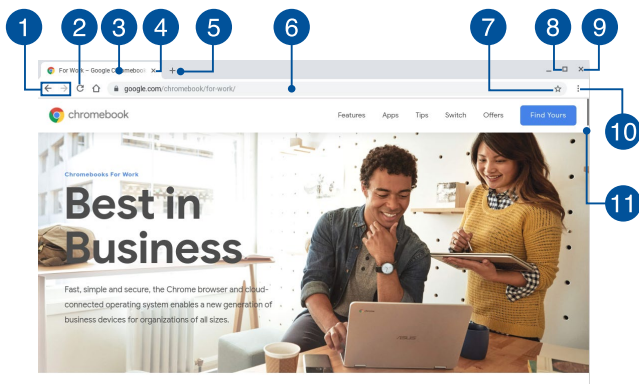 1 2 3 4 5 6 7 8 9
For Work – Google Chromeboo
google.com/chromebook/for-work/
10
chromebook Features Apps Tips Switch Offers Find Yours
11
Chromebooks For Work
Best in
Business
Fast, simple and secure, the Chrome browser and cloud-
connected operating system enables a new generation of
business devices for organizations of all sizes.
ASUS